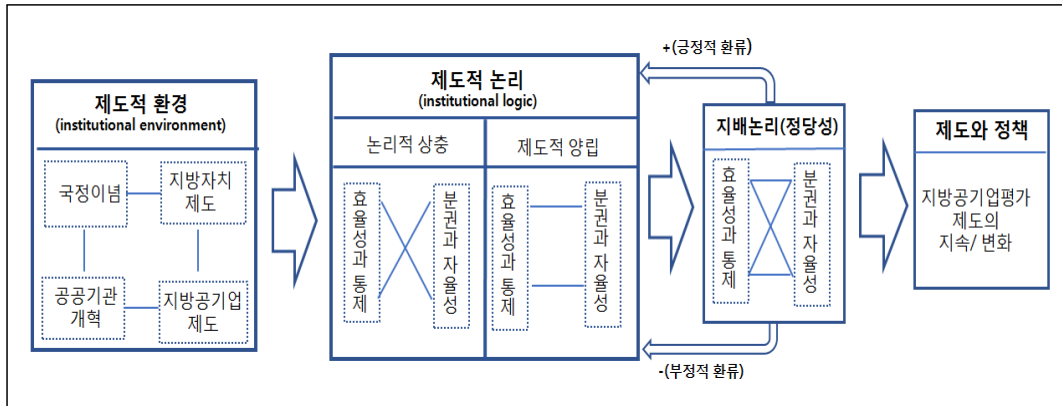 제도적 환경
(institutional environment)
국정이념
지방자치
제도
공공기관
개혁
지방공기업
제도
제도적 논리
(institutional logic)
논리적 상충
효율성과 통제
분권과 자율성
제도적 양립
효율성과 통제
분권과 자율성
+(긍정적 환류)
지배논리(정당성)
효율성과 통제
분권과 자율성
-(부정적 환류)
제도와 정책
지방공기업평가
제도의
지속/ 변화